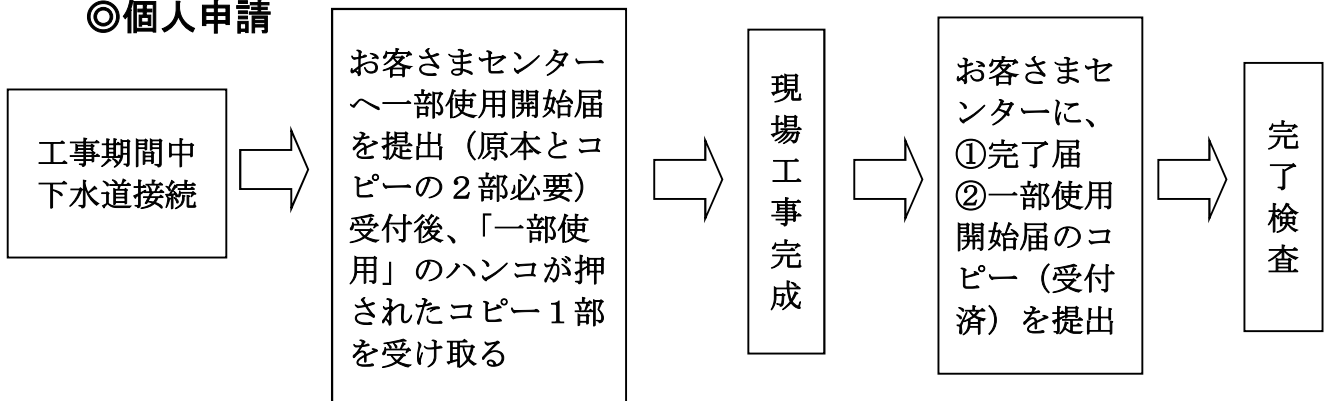 ◎個人申請
工事期間中
下水道接続
お客さまセンター
へ一部使用開始届
を提出（原本とコ
ピーの２部必要）
受付後、「一部使
用」のハンコが押
されたコピー１部
を受け取る
現場工事完成
お客さまセ
ンターに、
①完了届
②一部使用
開始届のコ
ピー（受付
済）を提出
完了検査